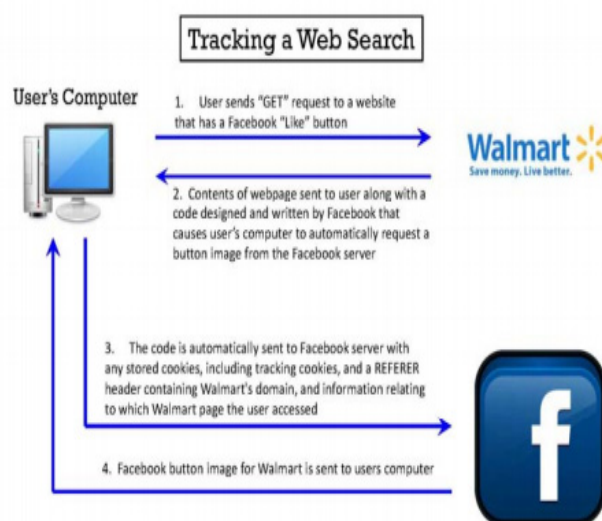 Tracking a Web Search
User's Computer
1. User sends "GET" request to a website
that has a Facebook "Like" button
Walmart
Save money. Live better.
2. Contents of webpage sent to user along with a
code designed and written by Facebook that
causes user's computer to automatically request a
button image from the Facebook server
3. The code is automatically sent to Facebook server with
any stored cookies, including tracking cookies, and a REFERER
header containing Walmart's domain, and information relating
to which Walmart page the user accessed
f
4. Facebook button image for Walmart is sent to users computer